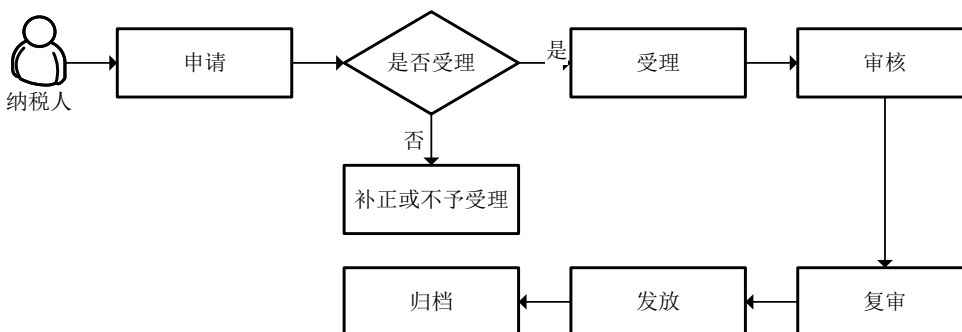 纳税人
申请
是否受理
是
受理
审核
否
补正或不予受理
归档
发放
复审